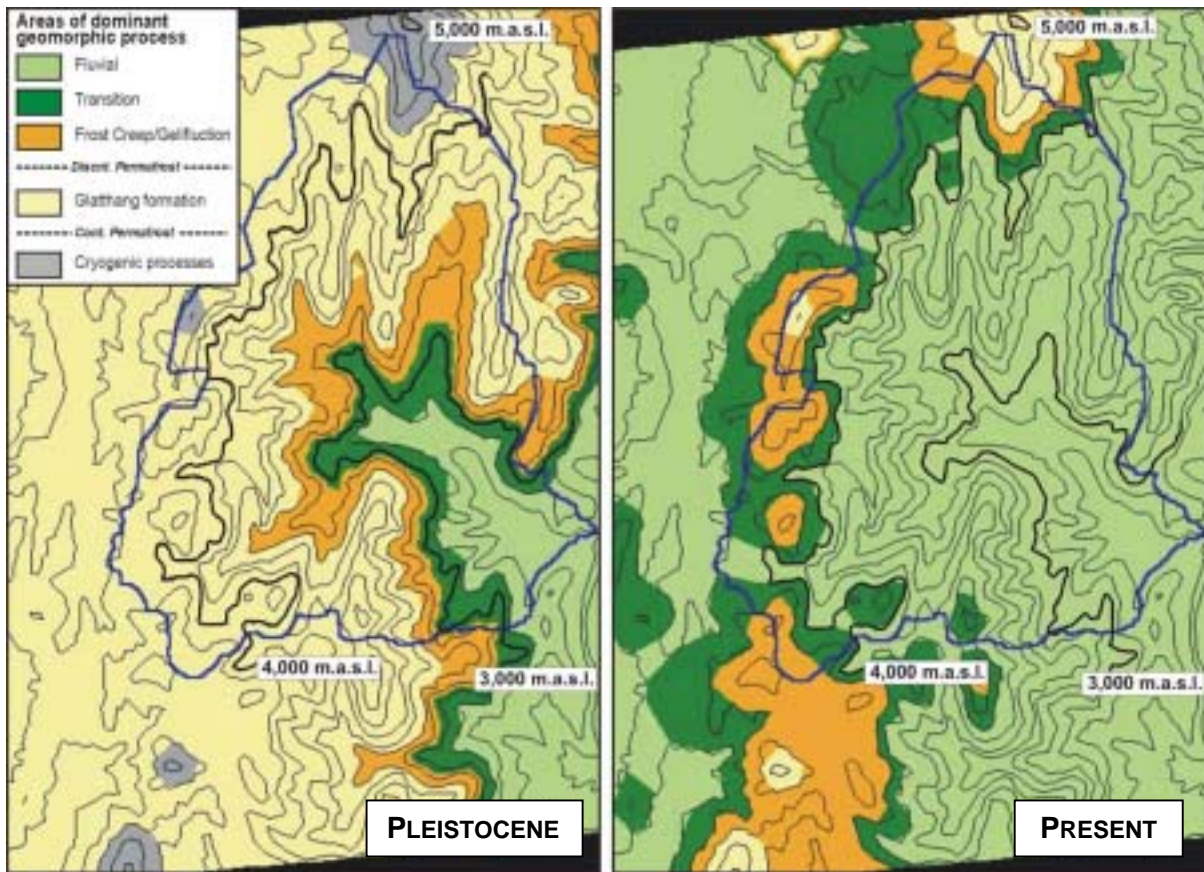 Areas of dominant
geomorphic process
Fluvial
Transition
Frost Creep/Gelifluction
Discont. Permafrost
Glatthang formation
Cont. Permafrost
Cryogenic processes
5,000 m.a.s.l.
4,000 m.a.s.l.
3,000 m.a.s.l.
PLEISTOCENE
5,000 m.a.s.l.
4,000 m.a.s.l.
3,000 m.a.s.l.
PRESENT